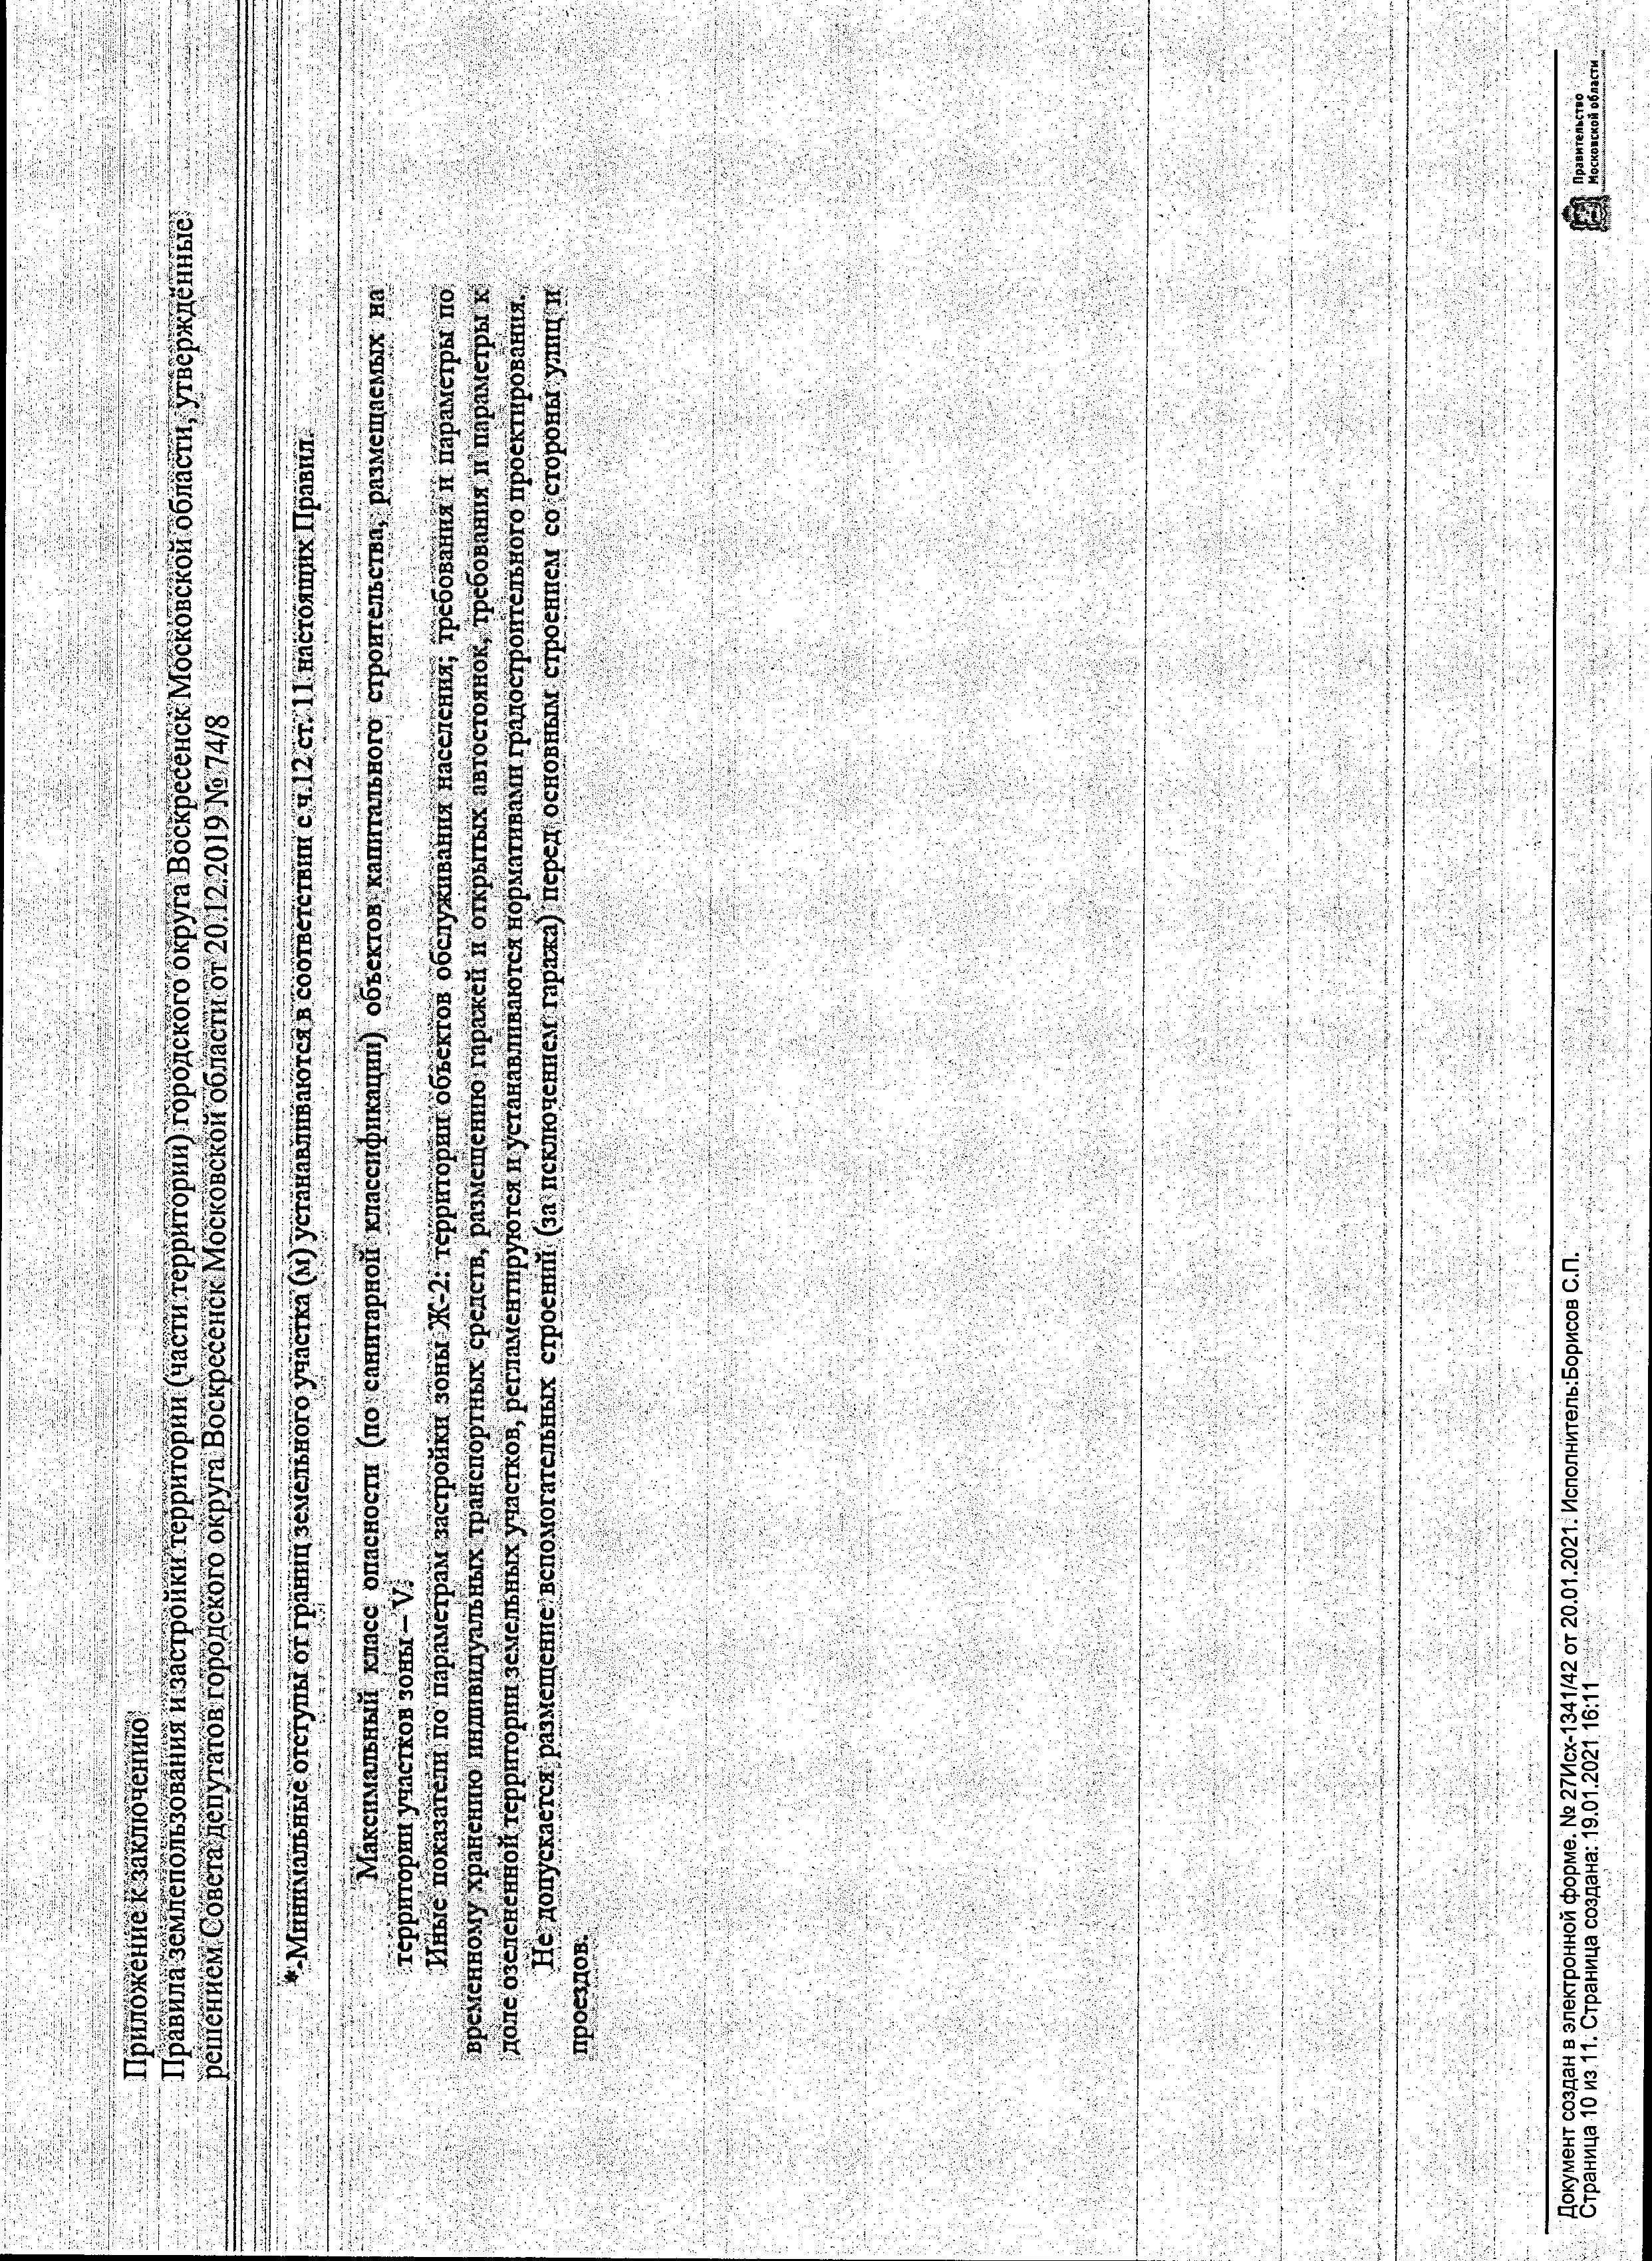 Приложение к заключению
Правила землепользования и застройки территории (части территории) городского округа Воскресенск Московской области, утверждённые
решением Совета депутатов городского округа Воскресенск Московской области от 20.12.2019 № 74/8
*-Минимальные отступы от границ земельного участка (м) устанавливаются в соответствии с ч.12 ст. 11 настоящих Правил.
Максимальный класс опасности (по санитарной классификации) объектов капитального строительства, размещаемых на
территории участков зоны – V.
Иные показатели по параметрам застройки зоны Ж-2: территории объектов обслуживания населения; требования и параметры по
временному хранению индивидуальных транспортных средств, размещению гаражей и открытых автостоянок, требования и параметры к
доле озелененной территории земельных участков, регламентируются и устанавливаются нормативами градостроительного проектирования.
Не допускается размещение вспомогательных строений (за исключением гаража) перед основным строением со стороны улиц и
проездов.
Документ создан в электронной форме. № 27Исх-1341/42 от 20.01.2021. Исполнитель:Борисов С.П.
Страница 10 из 11. Страница создана: 19.01.2021 16:11
Правительство
Московской области